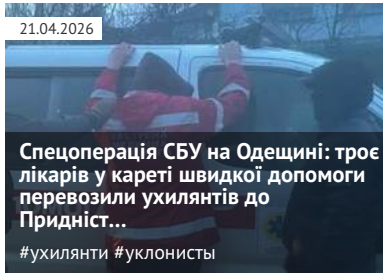 21.04.2026
Спецоперація СБУ на Одещині: троє
лікарів у кареті швидкої допомоги
перевозили ухилянтів до
Придніст...
#ухилянти #уклонисты